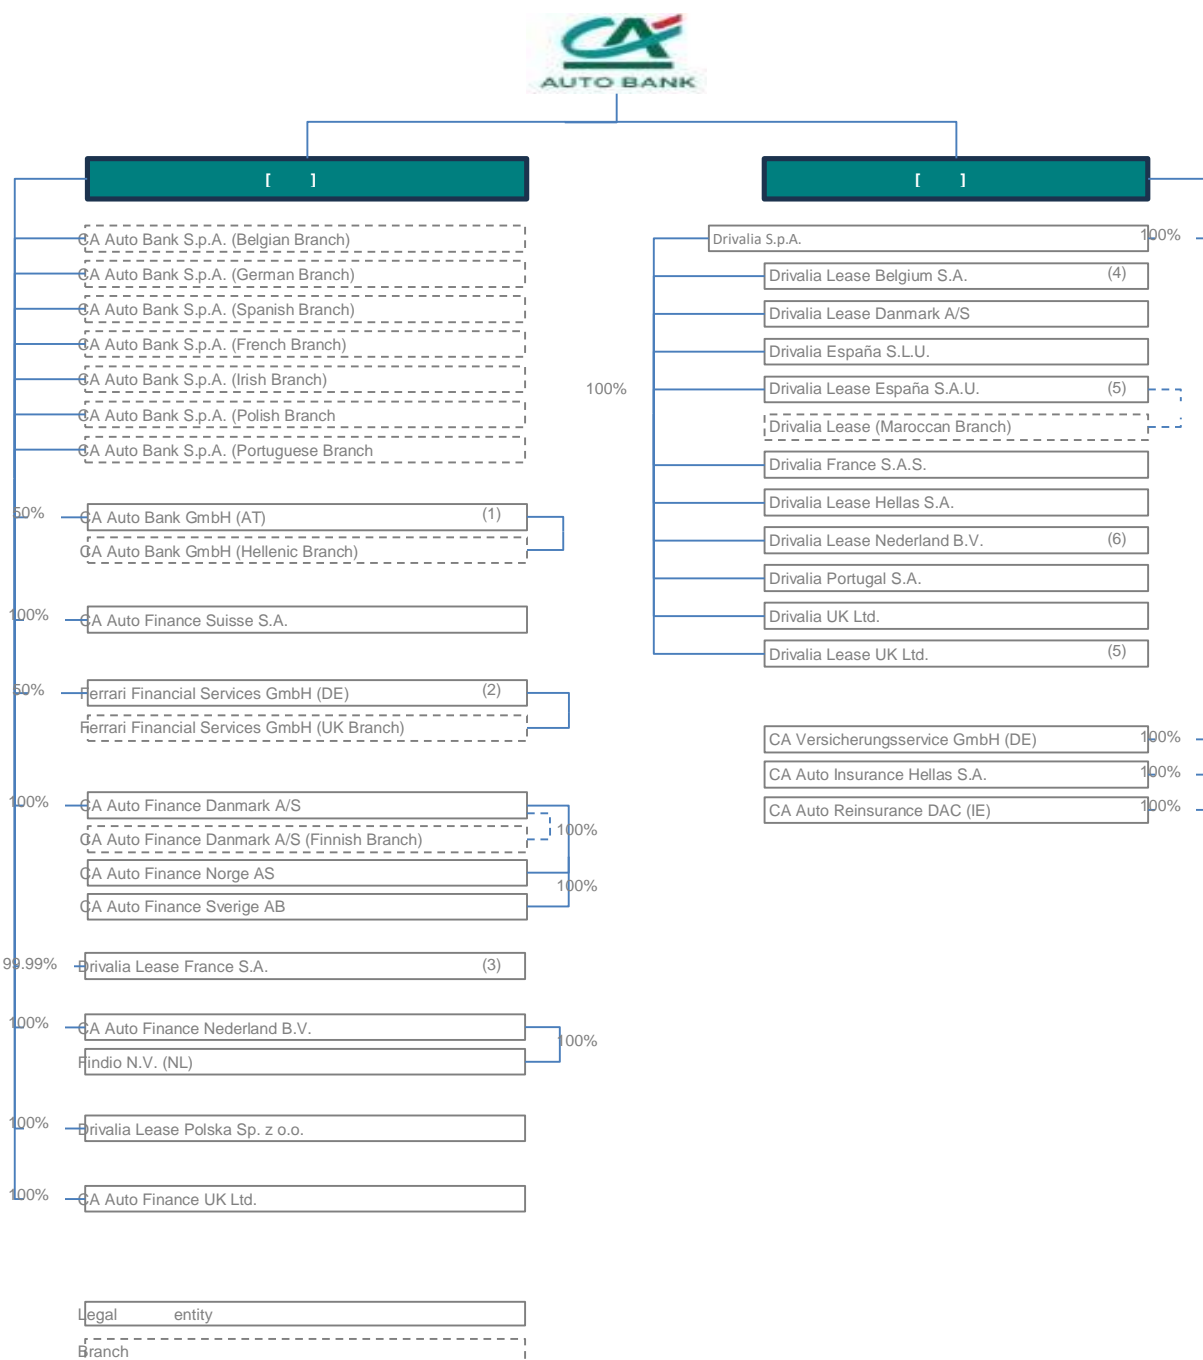 CA
AUTO BANK
[ ]
CA Auto Bank S.p.A. (Belgian Branch)
CA Auto Bank S.p.A. (German Branch)
CA Auto Bank S.p.A. (Spanish Branch)
CA Auto Bank S.p.A. (French Branch)
CA Auto Bank S.p.A. (Irish Branch)
CA Auto Bank S.p.A. (Polish Branch
CA Auto Bank S.p.A. (Portuguese Branch
50% CA Auto Bank GmbH (AT) (1)
CA Auto Bank GmbH (Hellenic Branch)
100% CA Auto Finance Suisse S.A.
50% Ferrari Financial Services GmbH (DE) (2)
Ferrari Financial Services GmbH (UK Branch)
100% CA Auto Finance Danmark A/S
100%
CA Auto Finance Danmark A/S (Finnish Branch)
CA Auto Finance Norge AS
100%
CA Auto Finance Sverige AB
99.99% Drivalia Lease France S.A. (3)
100% CA Auto Finance Nederland B.V.
100%
Findio N.V. (NL)
100% Drivalia Lease Polska Sp. z o.o.
100% CA Auto Finance UK Ltd.
Legal entity
Branch
[ ]
Drivalia S.p.A. 100%
Drivalia Lease Belgium S.A. (4)
Drivalia Lease Danmark A/S
Drivalia España S.L.U.
100% Drivalia Lease España S.A.U. (5)
Drivalia Lease (Maroccan Branch)
Drivalia France S.A.S.
Drivalia Lease Hellas S.A.
Drivalia Lease Nederland B.V. (6)
Drivalia Portugal S.A.
Drivalia UK Ltd.
Drivalia Lease UK Ltd. (5)
CA Versicherungsservice GmbH (DE) 100%
CA Auto Insurance Hellas S.A. 100%
CA Auto Reinsurance DAC (IE) 100%